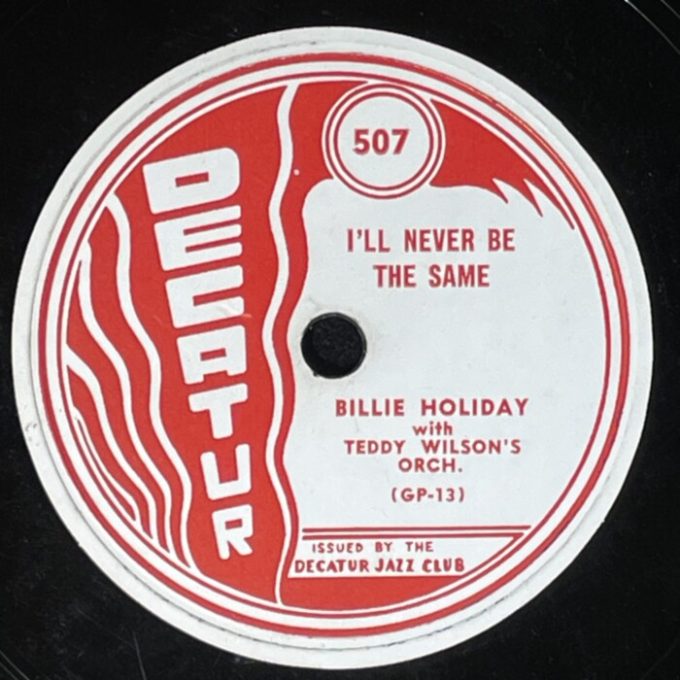 DECATUR
507
I'LL NEVER BE
THE SAME
BILLIE HOLIDAY
with
TEDDY WILSON'S
ORCH.
(GP-13)
ISSUED BY THE
DECATUR JAZZ CLUB